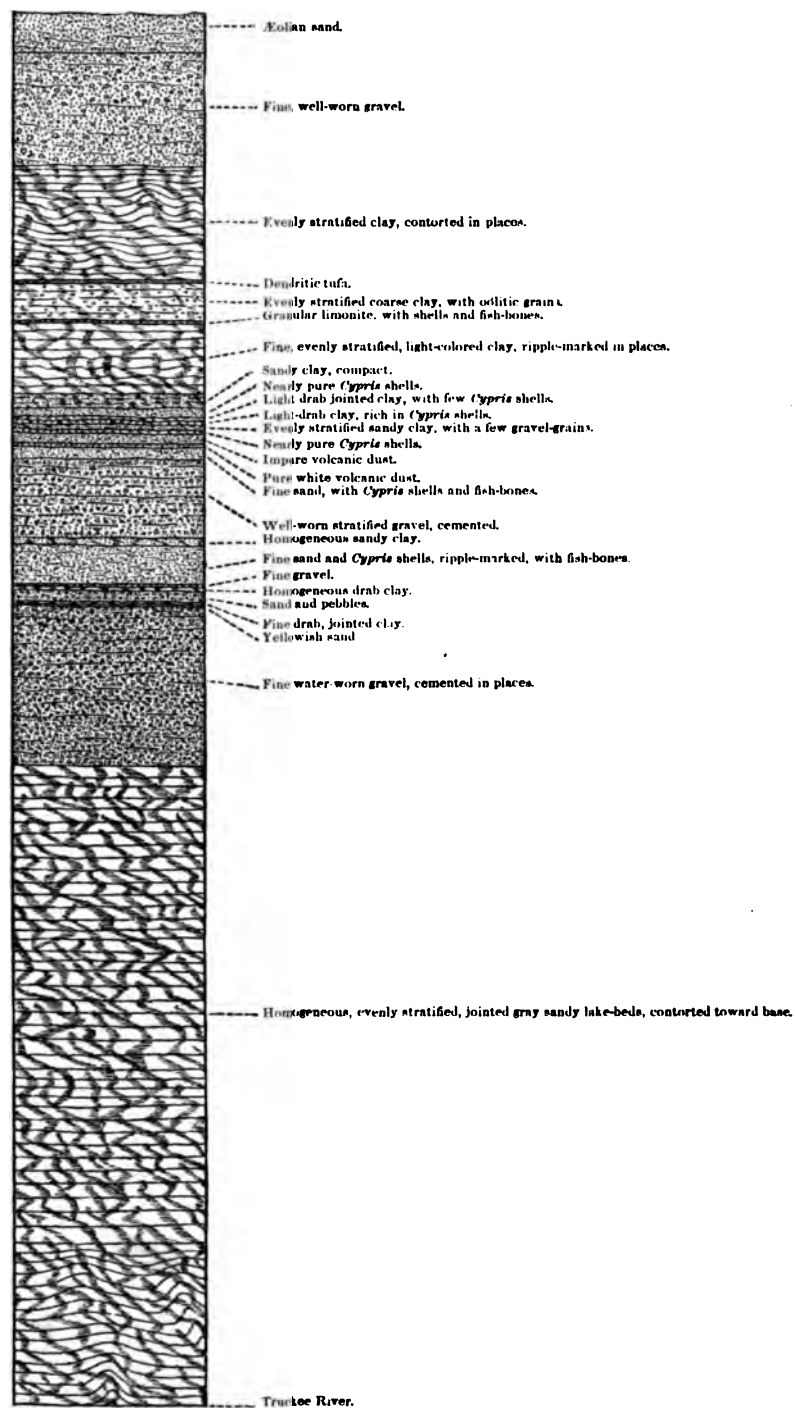 Æolian sand.
Fine, well-worn gravel.
Evenly stratified clay, contorted in places.
Dendritic tufa.
Evenly stratified coarse clay, with oölitic grains.
Granular limonite, with shells and fish-bones.
Fine, evenly stratified, light-colored clay, ripple-marked in places.
Sandy clay, compact.
Nearly pure Cypris shells.
Light drab jointed clay, with few Cypris shells.
Light-drab clay, rich in Cypris shells.
Evenly stratified sandy clay, with a few gravel-grains.
Nearly pure Cypris shells.
Impure volcanic dust.
Pure white volcanic dust.
Fine sand, with Cypris shells and fish-bones.
Well-worn stratified gravel, cemented.
Homogeneous sandy clay.
Fine sand and Cypris shells, ripple-marked, with fish-bones.
Fine gravel.
Homogeneous drab clay.
Sand and pebbles.
Fine drab, jointed clay.
Yellowish sand
Fine water-worn gravel, cemented in places.
Homogeneous, evenly stratified, jointed gray sandy lake-beds, contorted toward base.
Truckee River.